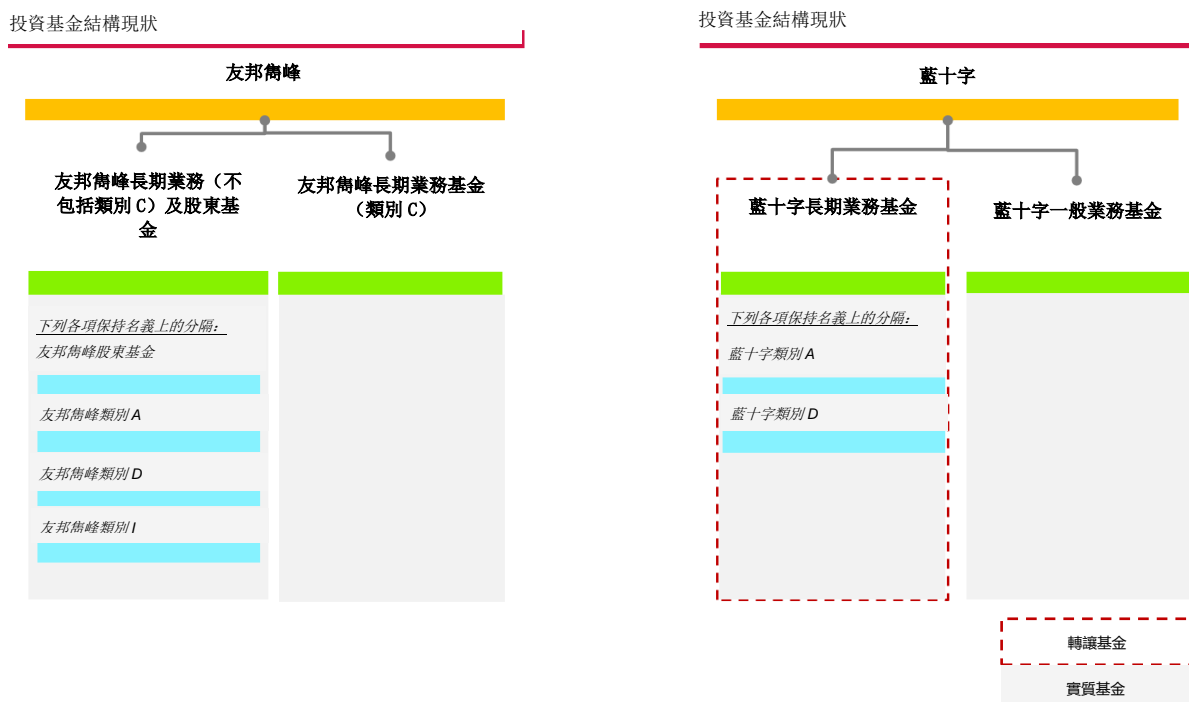 投資基金結構現狀
友邦雋峰
友邦雋峰長期業務（不
包括類別 C）及股東基
金
友邦雋峰長期業務基金
（類別 C）
下列各項保持名義上的分隔：
友邦雋峰股東基金
友邦雋峰類別 A
友邦雋峰類別 D
友邦雋峰類別 I
投資基金結構現狀
藍十字
藍十字長期業務基金
藍十字一般業務基金
下列各項保持名義上的分隔：
藍十字類別 A
藍十字類別 D
轉讓基金
實質基金